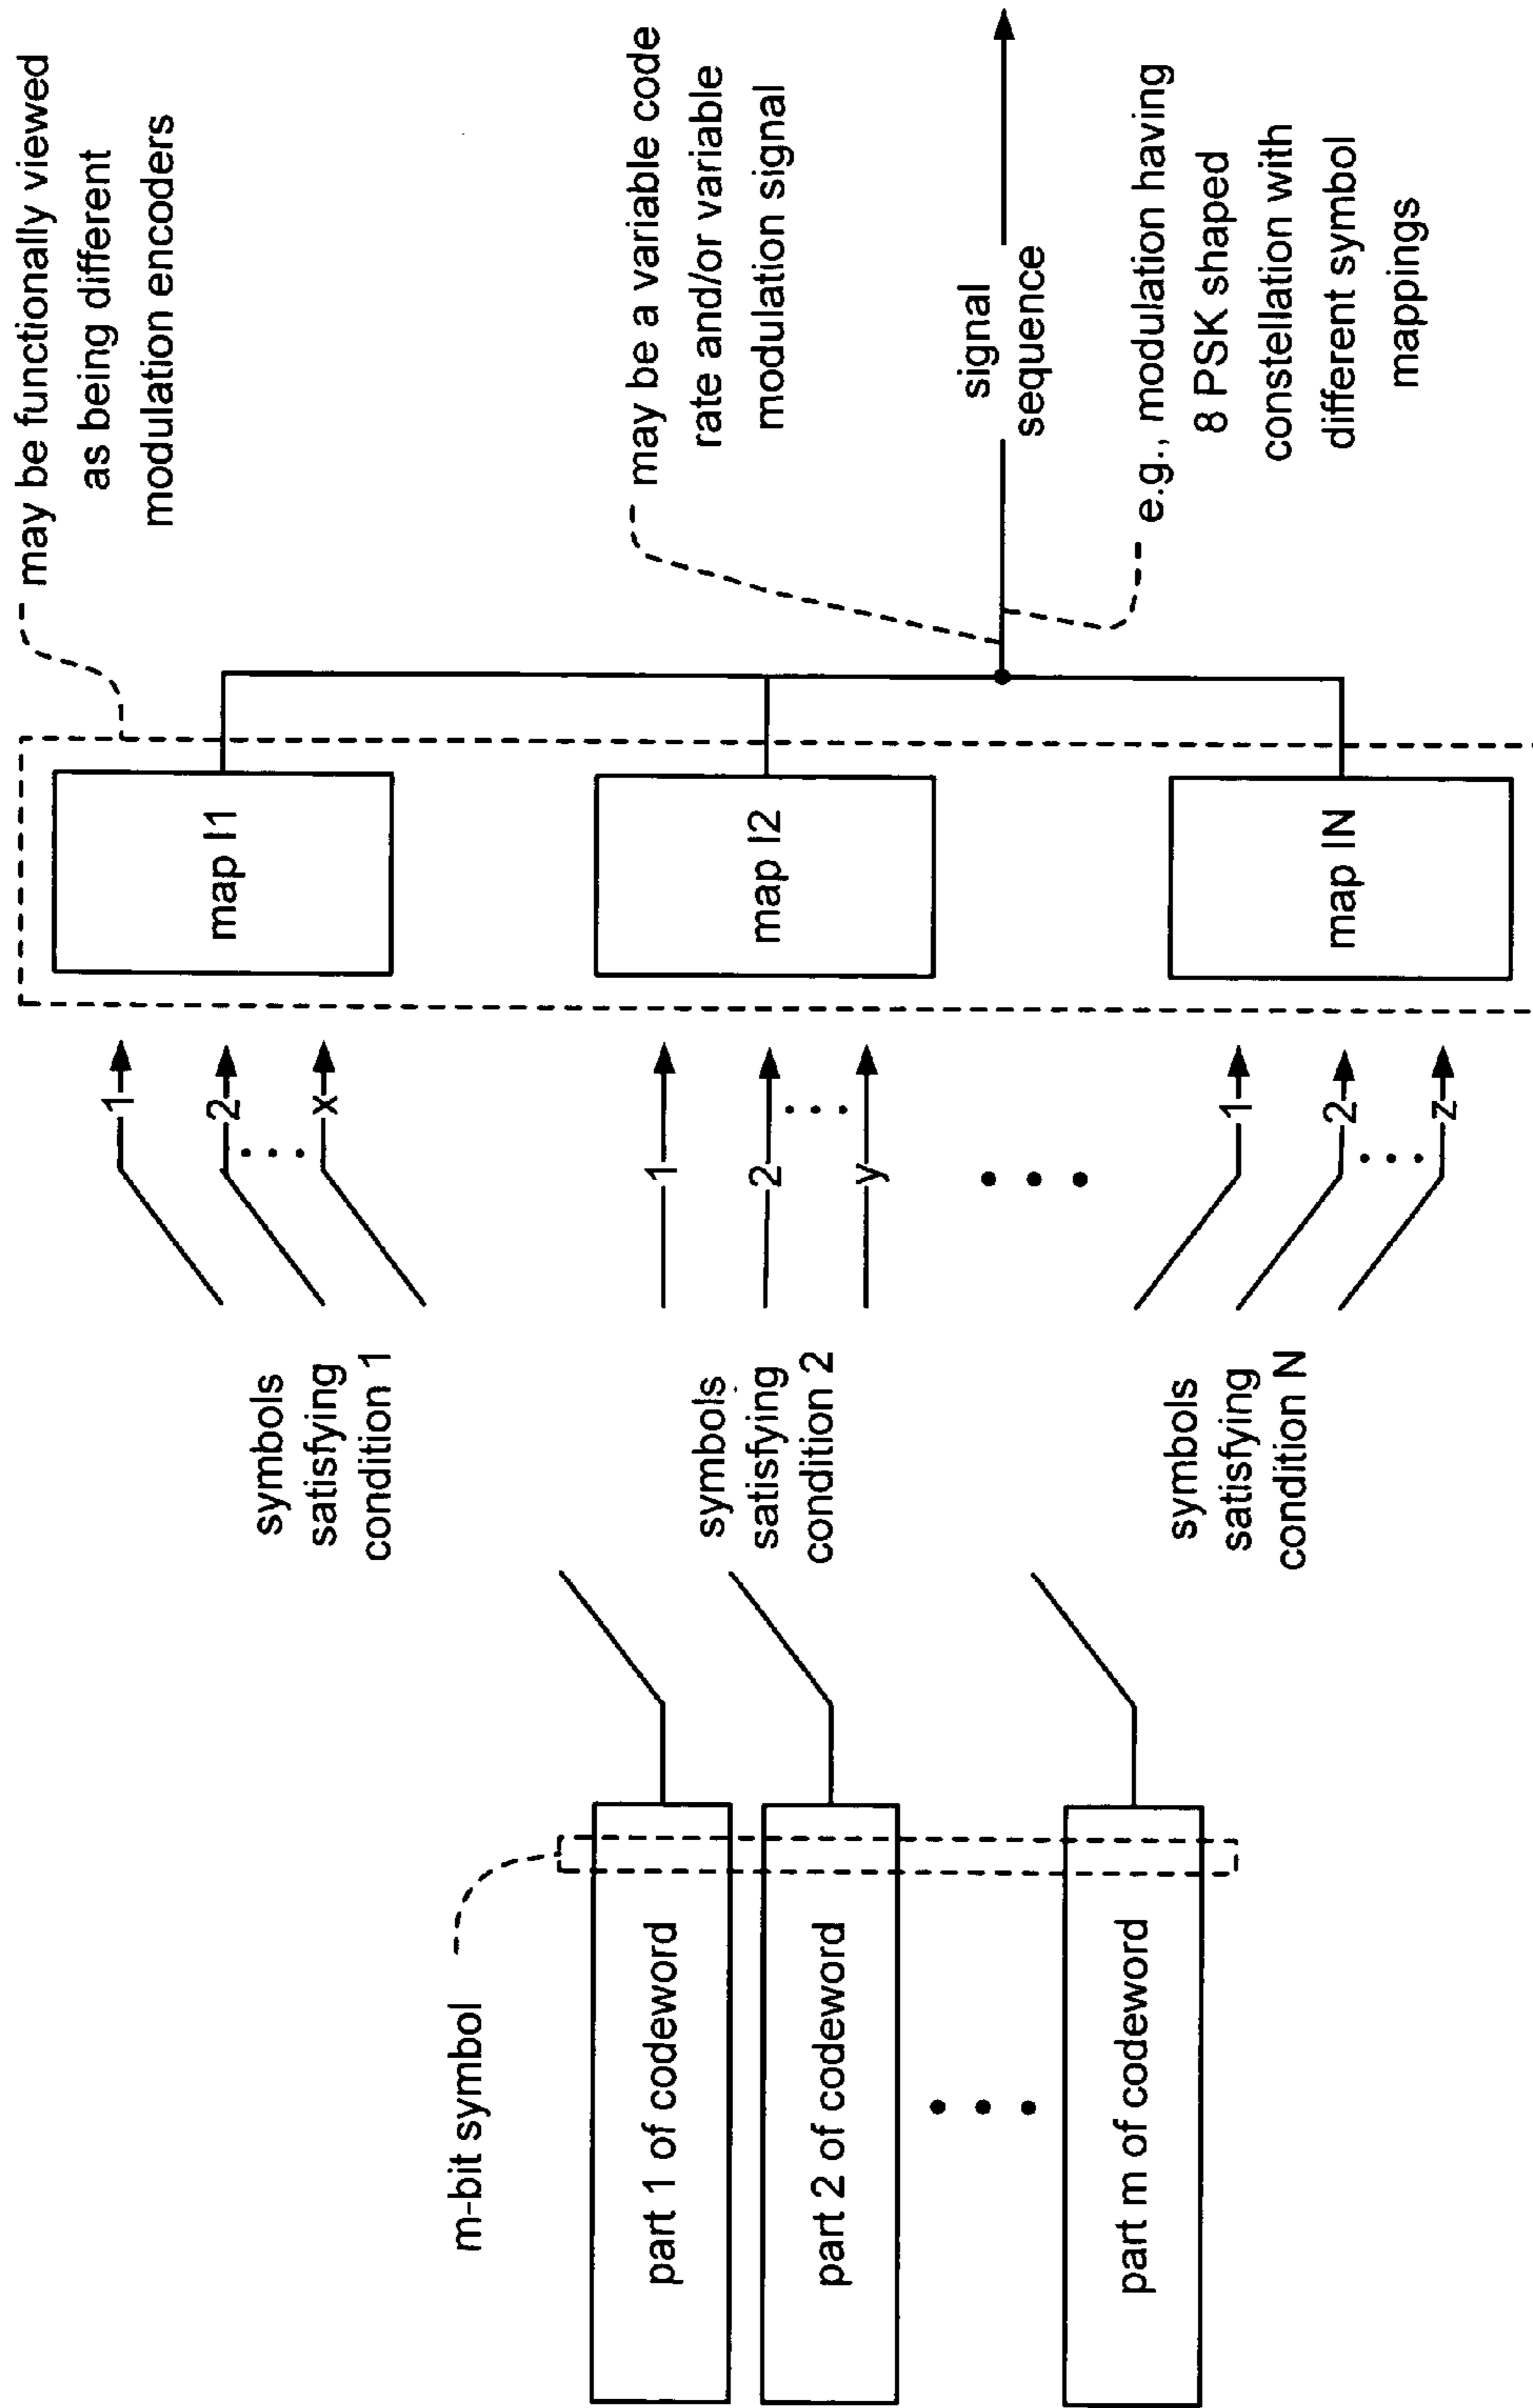 m-bit symbol
part 1 of codeword
part 2 of codeword
part m of codeword
symbols
satisfying
condition 1
symbols
satisfying
condition 2
symbols
satisfying
condition N
1
2
x
1
2
y
1
2
z
map I1
map I2
map IN
may be functionally viewed
as being different
modulation encoders
may be a variable code
rate and/or variable
modulation signal
signal
sequence
e.g., modulation having
8 PSK shaped
constellation with
different symbol
mappings